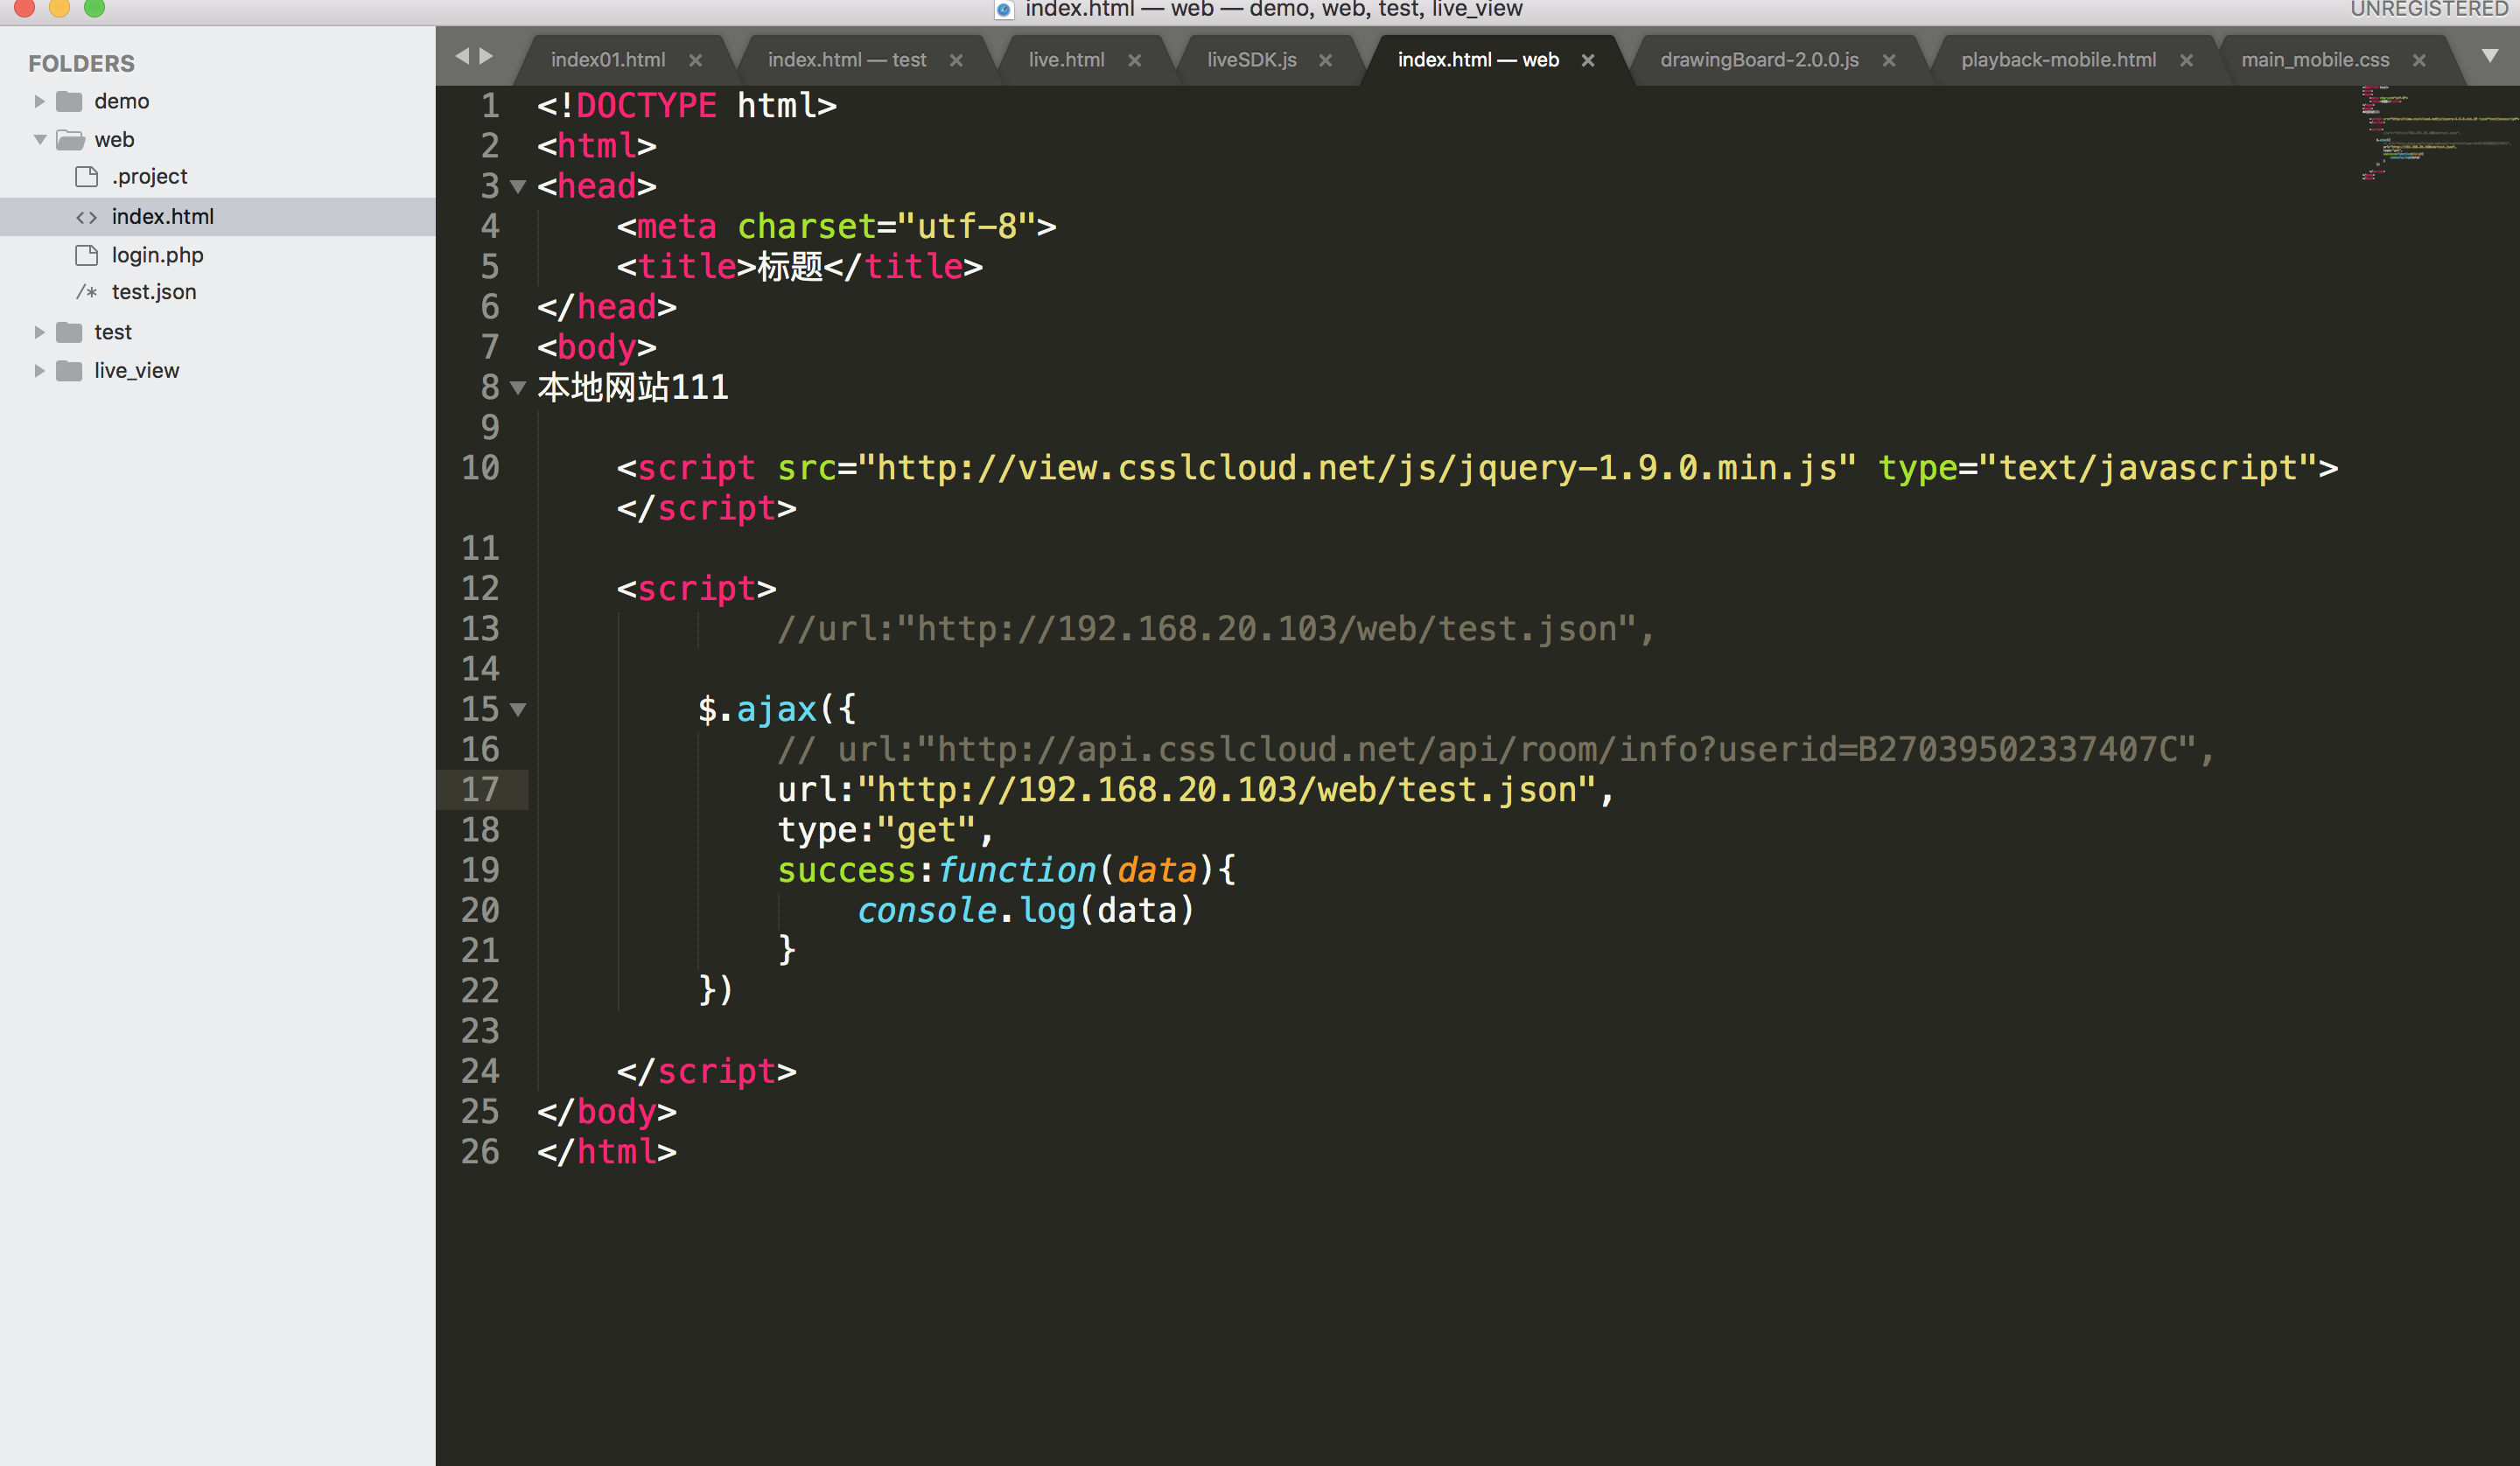 index.html — web — demo, web, test, live_view
UNREGISTERED
FOLDERS
demo
web
.project
index.html
login.php
test.json
test
live_view
index01.html
index.html — test
live.html
liveSDK.js
index.html — web
drawingBoard-2.0.0.js
playback-mobile.html
main_mobile.css
1 <!DOCTYPE html>
2 <html>
3 <head>
4 <meta charset="utf-8">
5 <title>标题</title>
6 </head>
7 <body>
8 本地网站111
9
10 <script src="http://view.csslcloud.net/js/jquery-1.9.0.min.js" type="text/javascript">
</script>
11
12 <script>
13 //url:"http://192.168.20.103/web/test.json",
14
15 $.ajax({
16 // url:"http://api.csslcloud.net/api/room/info?userid=B27039502337407C",
17 url:"http://192.168.20.103/web/test.json",
18 type:"get",
19 success:function(data){
20 console.log(data)
21 }
22 })
23
24 </script>
25 </body>
26 </html>